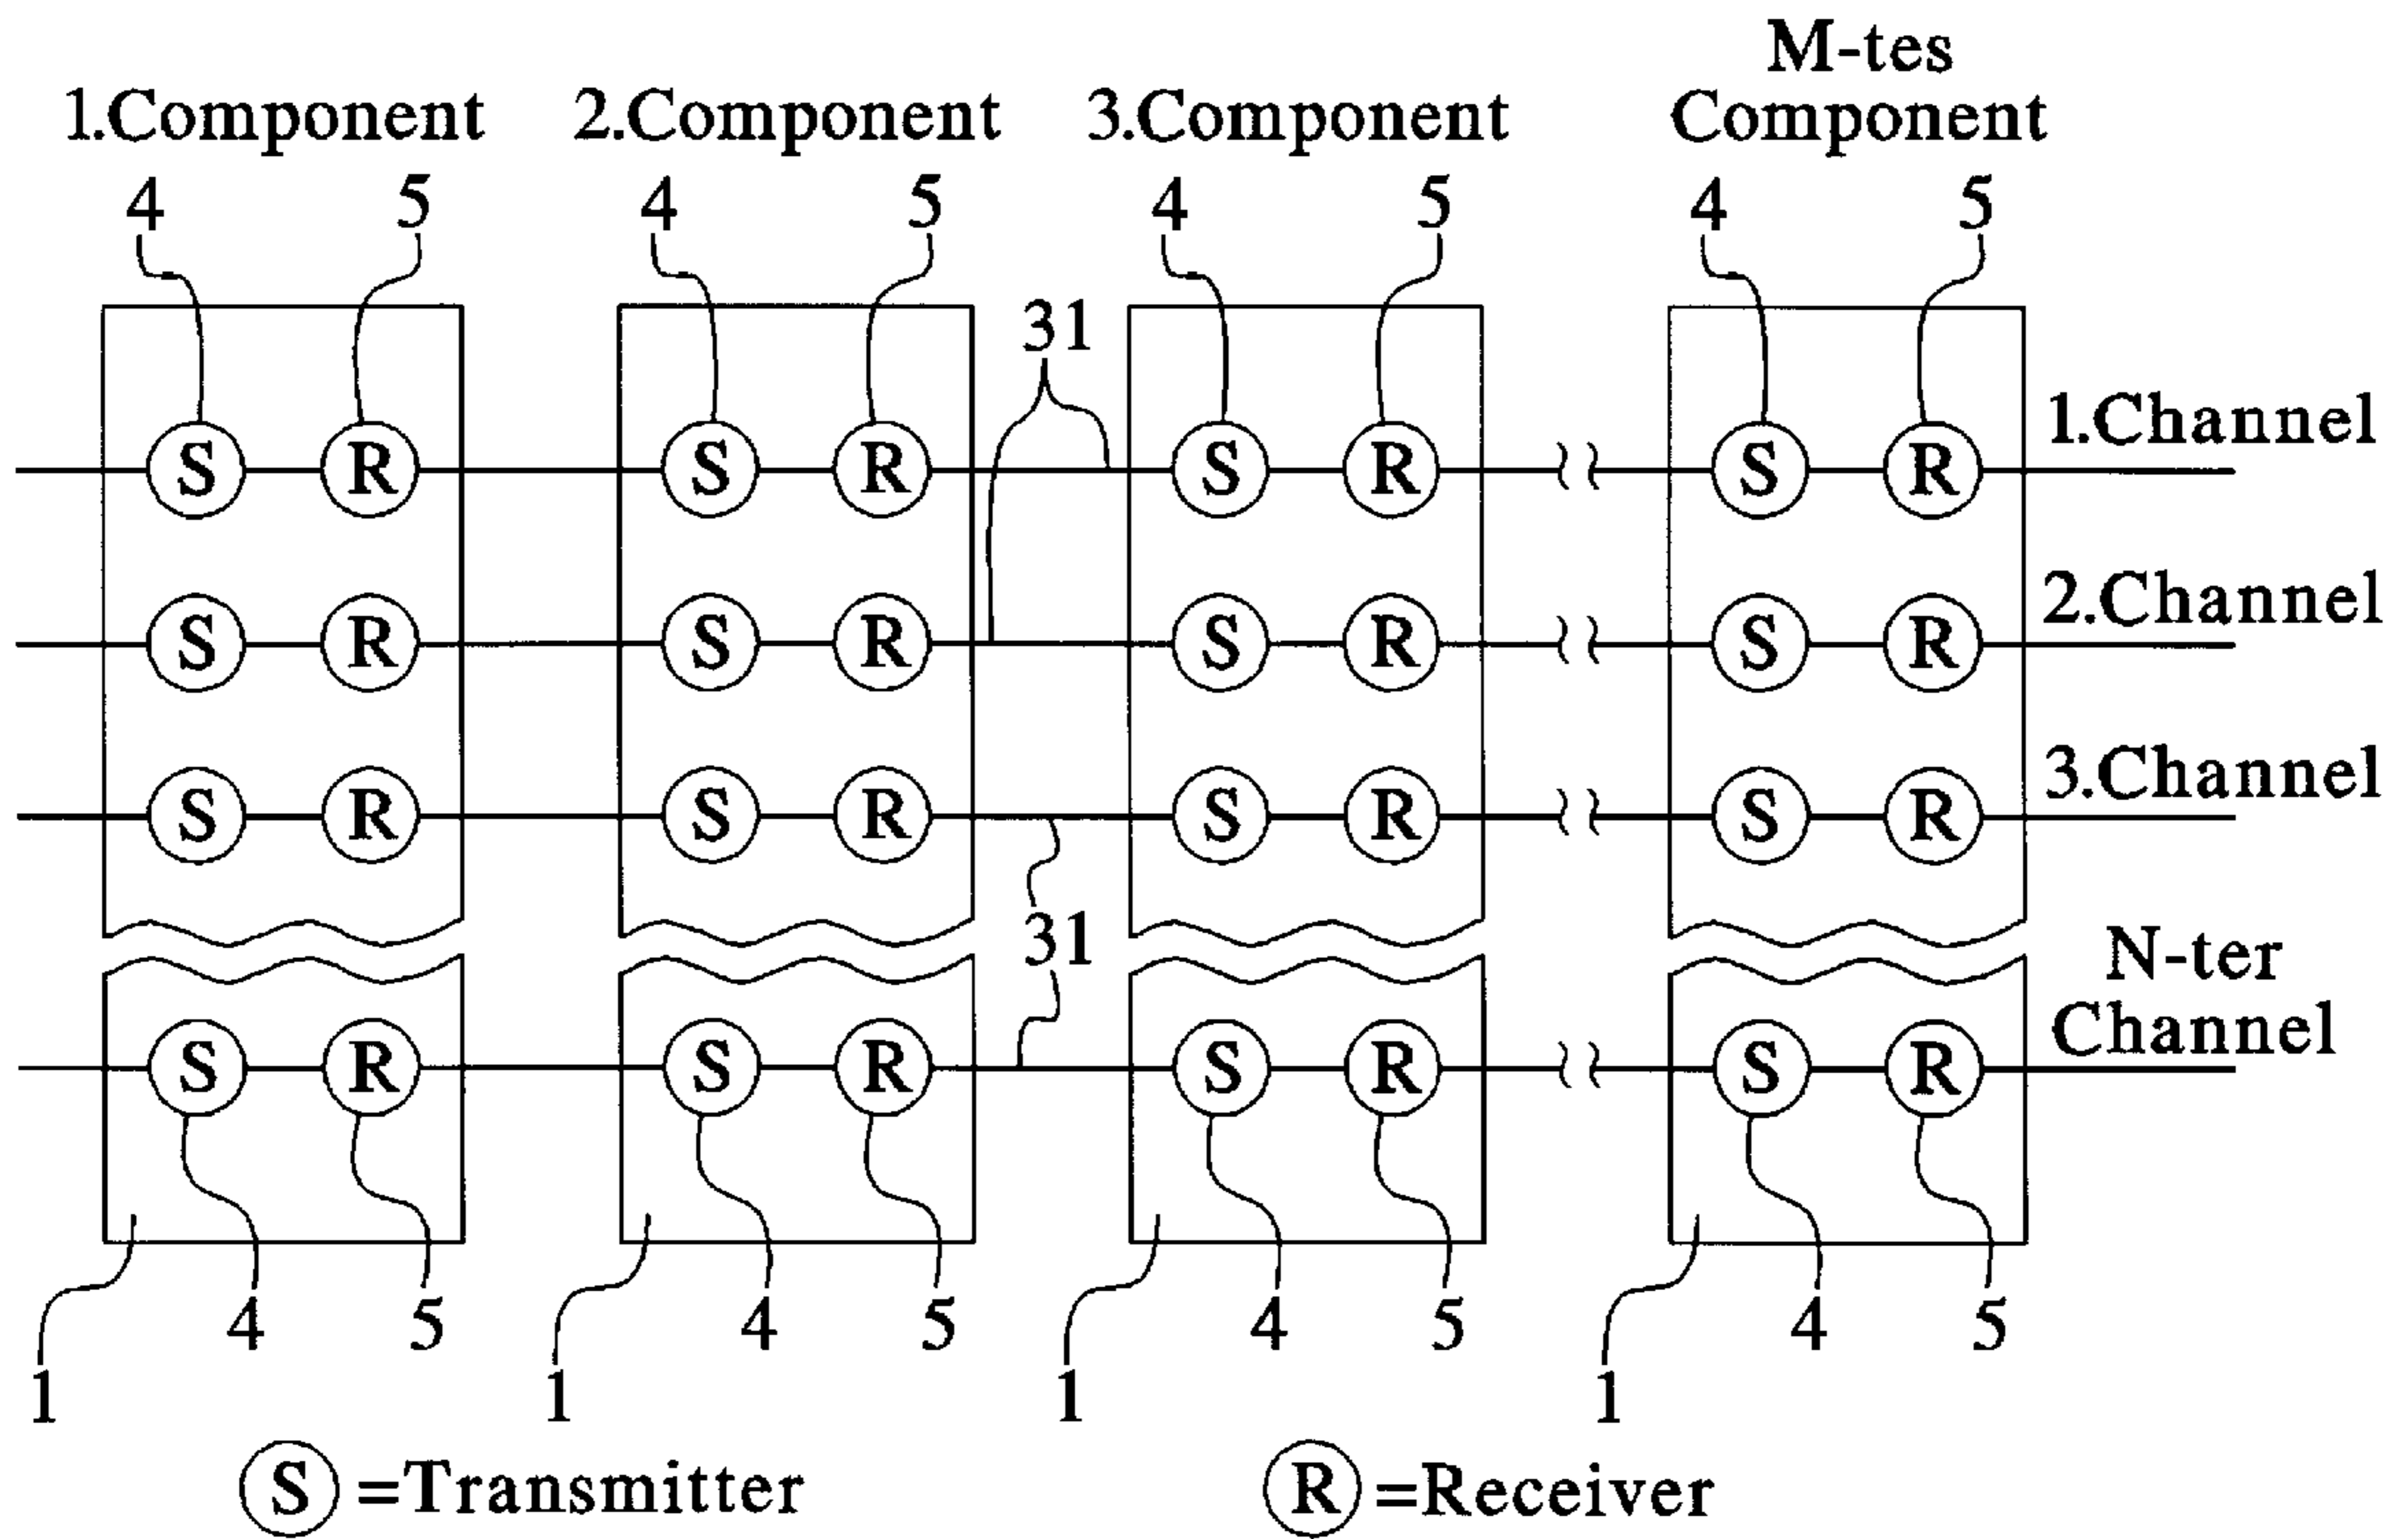 M-tes
1.Component 2.Component 3.Component Component
4 5 4 5 4 5 4 5
31
1.Channel
S R S R S R S R
2.Channel
S R S R S R S R
3.Channel
S R S R S R S R
31
N-ter
Channel
S R S R S R S R
4 5 4 5 4 5 4 5
1 1 1 1
S =Transmitter R =Receiver